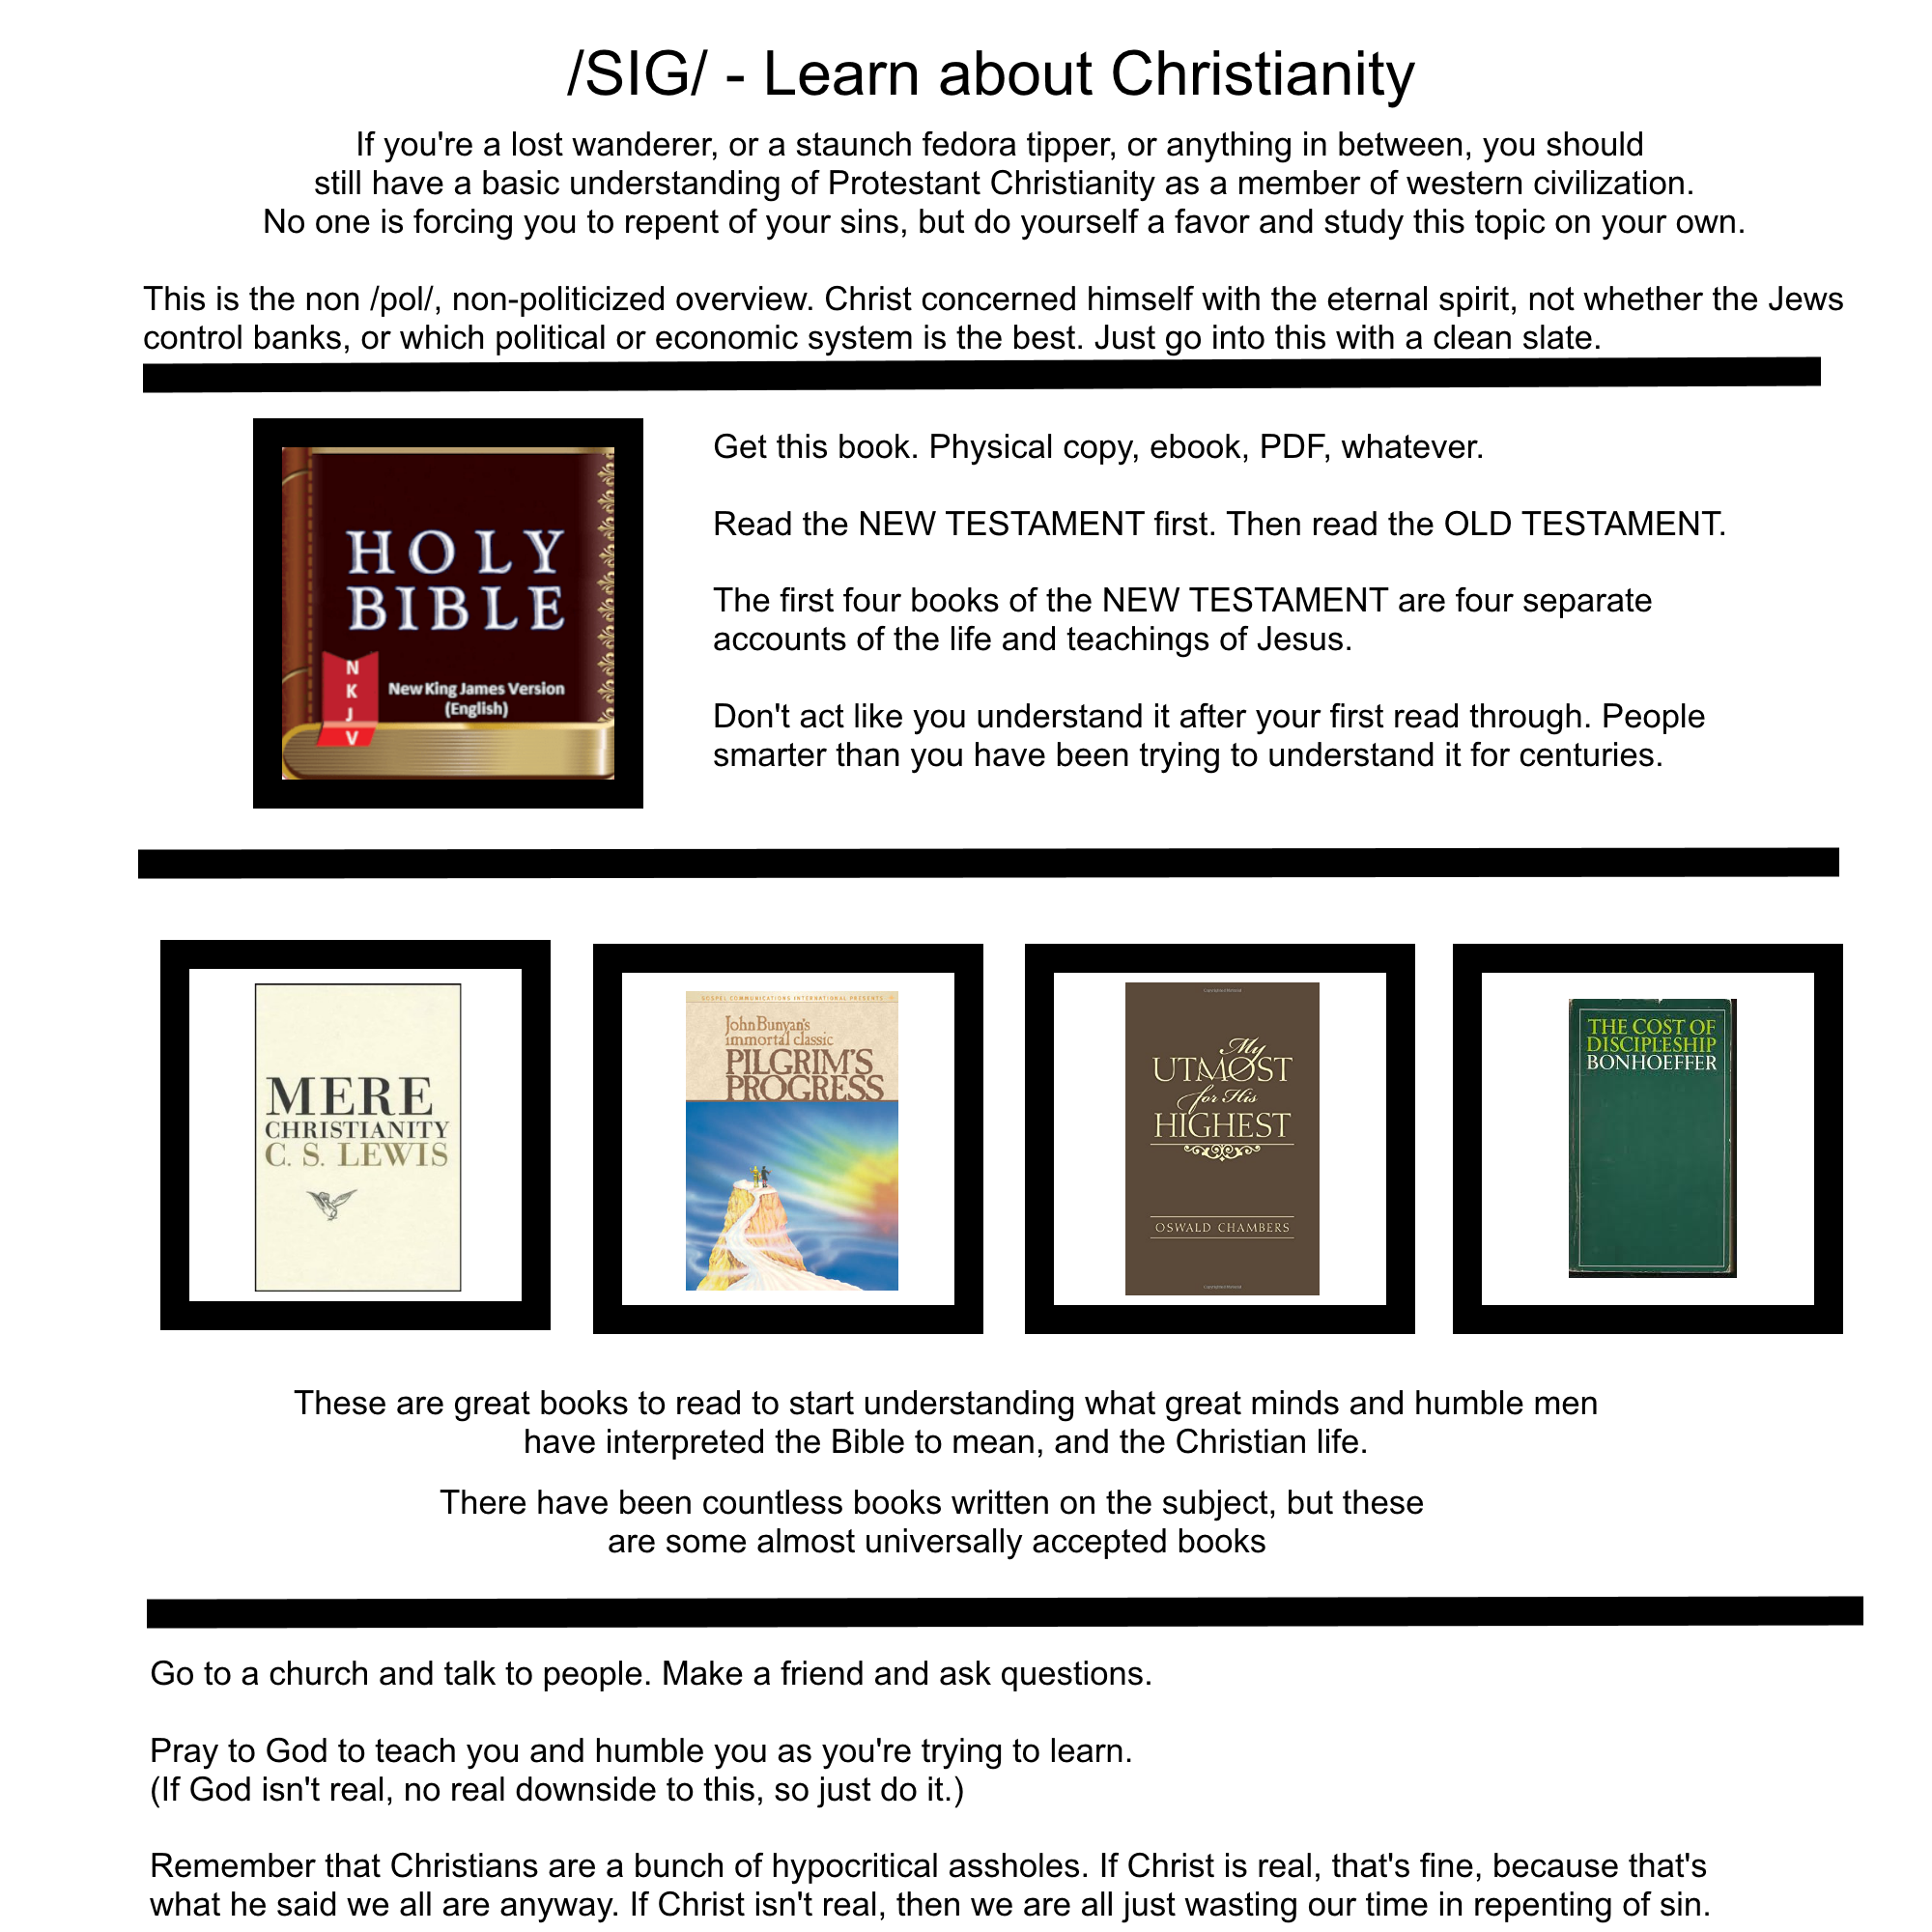 /SIG/ - Learn about Christianity
If you're a lost wanderer, or a staunch fedora tipper, or anything in between, you should
still have a basic understanding of Protestant Christianity as a member of western civilization.
No one is forcing you to repent of your sins, but do yourself a favor and study this topic on your own.
This is the non /pol/, non-politicized overview. Christ concerned himself with the eternal spirit, not whether the Jews
control banks, or which political or economic system is the best. Just go into this with a clean slate.
HOLY
BIBLE
N
K
J
V
New King James Version
(English)
Get this book. Physical copy, ebook, PDF, whatever.
Read the NEW TESTAMENT first. Then read the OLD TESTAMENT.
The first four books of the NEW TESTAMENT are four separate
accounts of the life and teachings of Jesus.
Don't act like you understand it after your first read through. People
smarter than you have been trying to understand it for centuries.
MERE
CHRISTIANITY
C. S. LEWIS
GOSPEL COMMUNICATIONS INTERNATIONAL PRESENTS
John Bunyan's
immortal classic
PILGRIM'S
PROGRESS
My
UTMOST
for His
HIGHEST
OSWALD CHAMBERS
THE COST OF
DISCIPLESHIP
BONHOEFFER
These are great books to read to start understanding what great minds and humble men
have interpreted the Bible to mean, and the Christian life.
There have been countless books written on the subject, but these
are some almost universally accepted books
Go to a church and talk to people. Make a friend and ask questions.
Pray to God to teach you and humble you as you're trying to learn.
(If God isn't real, no real downside to this, so just do it.)
Remember that Christians are a bunch of hypocritical assholes. If Christ is real, that's fine, because that's
what he said we all are anyway. If Christ isn't real, then we are all just wasting our time in repenting of sin.